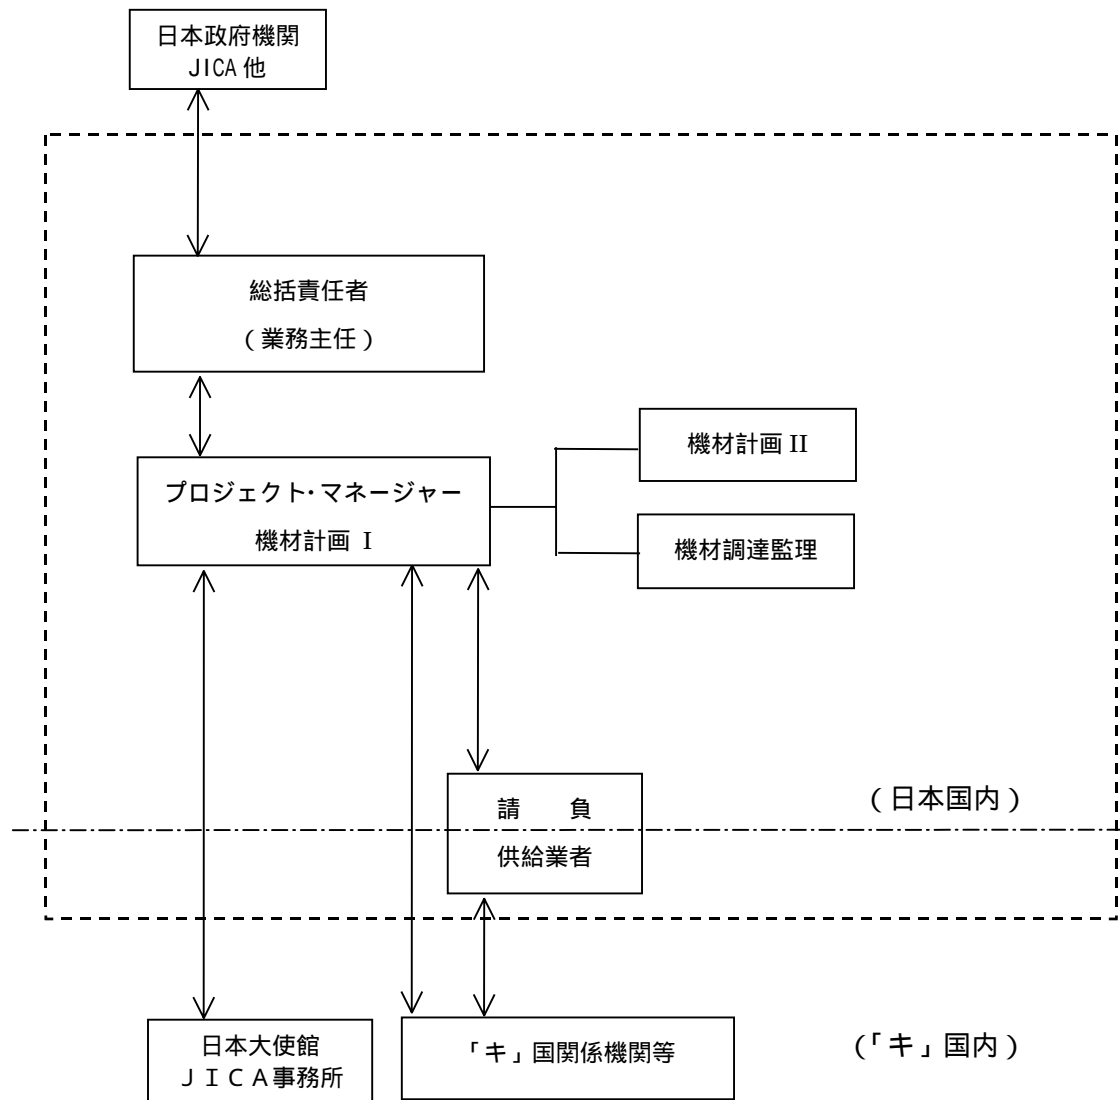 日本政府機関
JICA 他
総括責任者
(業務主任)
機材計画 II
プロジェクト・マネージャー
機材計画 I
機材調達監理
請　負
供給業者
(日本国内)
日本大使館
ＪＩＣＡ事務所
「キ」国関係機関等
(「キ」国内)